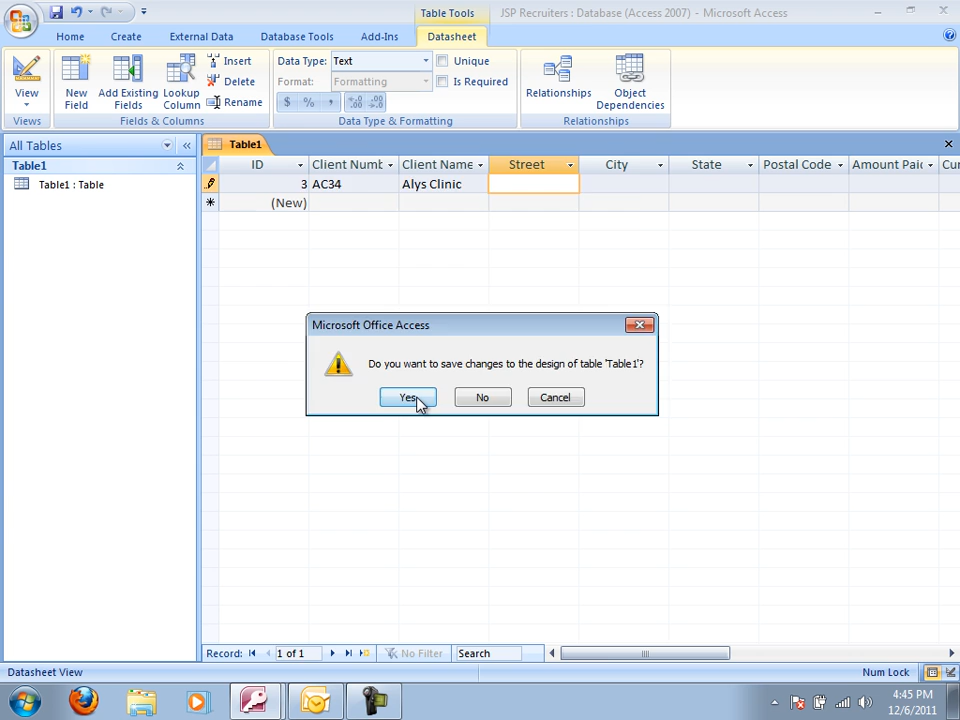 Table Tools
JSP Recruiters : Database (Access 2007) - Microsoft Access
Home Create External Data Database Tools Add-Ins Datasheet
View
Views
New Field
Add Existing Fields
Lookup Column
Insert
Delete
Rename
Fields & Columns
Data Type: Text
Format: Formatting
$ % ,
Unique
Is Required
Data Type & Formatting
Relationships
Object Dependencies
Relationships
All Tables
Table1
Table1 : Table
Table1
ID Client Numb Client Name Street City State Postal Code Amount Paid Cur
3 AC34 Alys Clinic
(New)
Microsoft Office Access
Do you want to save changes to the design of table 'Table1'?
Yes No Cancel
Record: 1 of 1 No Filter Search
Datasheet View
Num Lock
4:45 PM
12/6/2011